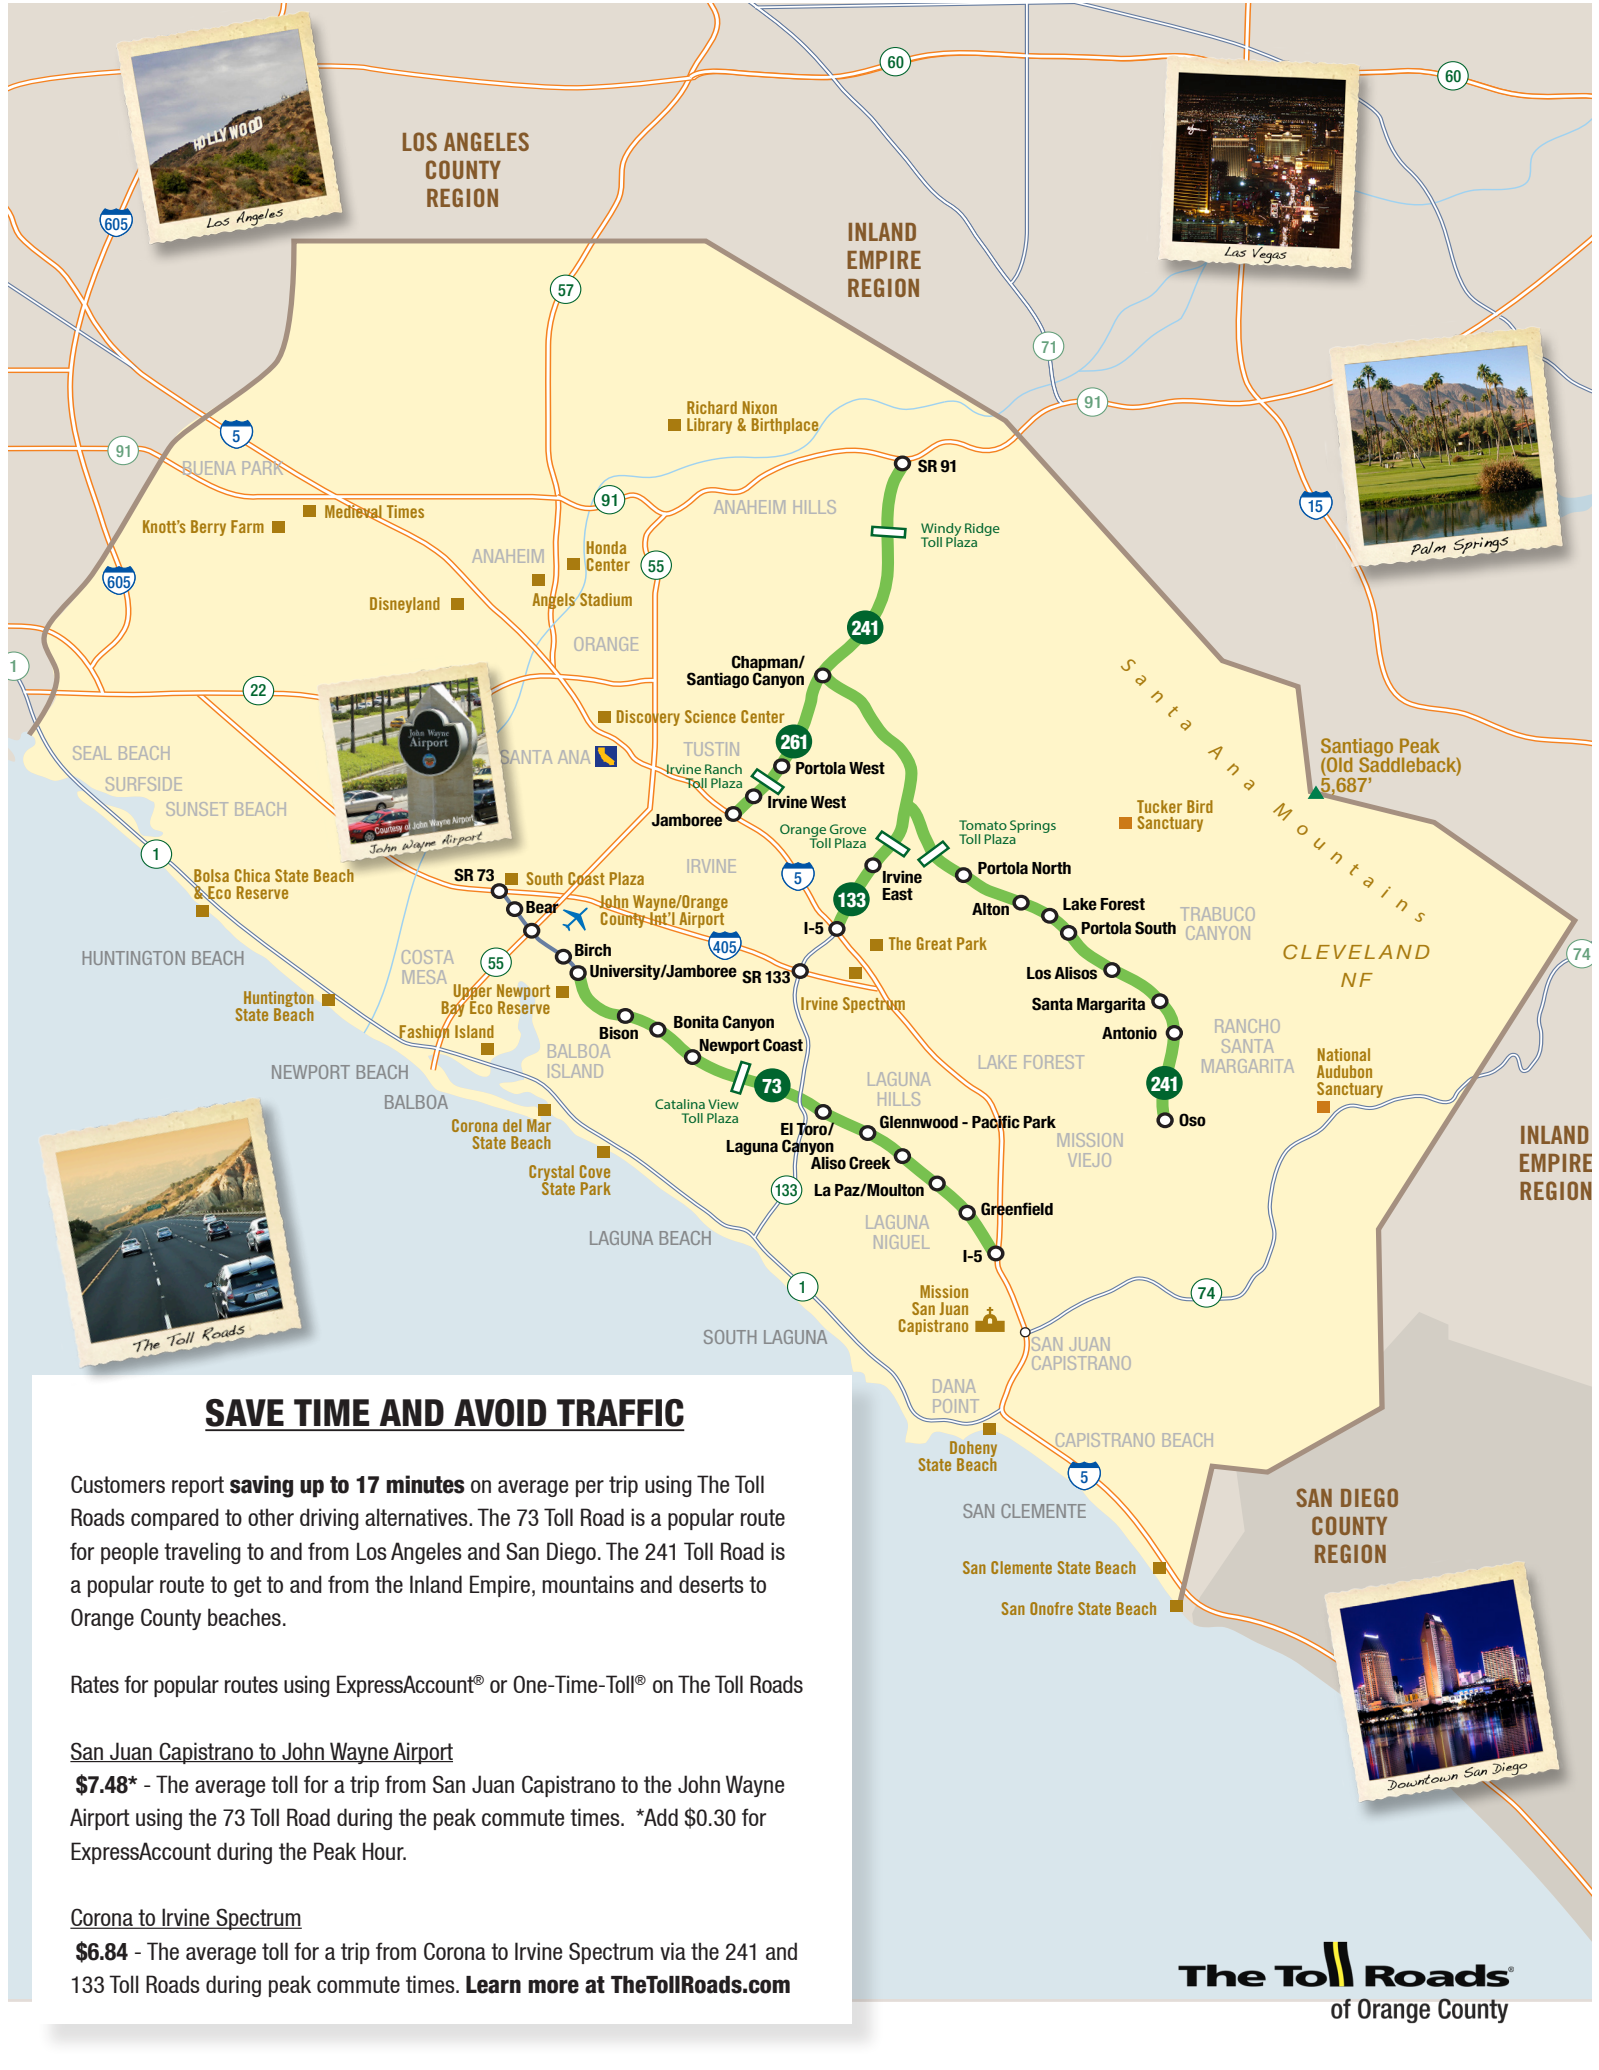 60
60
HOLLYWOOD
Los Angeles
LOS ANGELES
COUNTY
REGION
Las Vegas
605
INLAND
EMPIRE
REGION
57
71
91
Palm Springs
15
Richard Nixon
Library & Birthplace
5
91
BUENA PARK
SR 91
91
ANAHEIM HILLS
Medieval Times
Knott's Berry Farm
Windy Ridge
Toll Plaza
ANAHEIM
Honda
Center
55
605
Angels Stadium
Disneyland
241
ORANGE
1
22
Chapman/
Santiago Canyon
Santa Ana Mountains
John Wayne
Airport
Courtesy of John Wayne Airport
John Wayne Airport
Discovery Science Center
261
TUSTIN
SANTA ANA
Irvine Ranch
Toll Plaza
Portola West
Irvine West
Jamboree
Santiago Peak
(Old Saddleback)
5,687'
SEAL BEACH
SURFSIDE
SUNSET BEACH
Tucker Bird
Sanctuary
Orange Grove
Toll Plaza
Tomato Springs
Toll Plaza
1
IRVINE
5
Portola North
Irvine
East
133
Bolsa Chica State Beach
& Eco Reserve
SR 73
South Coast Plaza
Bear
John Wayne/Orange
County Int'l Airport
Alton
Lake Forest
Portola South
TRABUCO
CANYON
I-5
405
The Great Park
CLEVELAND
NF
74
HUNTINGTON BEACH
COSTA
MESA
55
Birch
University/Jamboree
SR 133
Los Alisos
Huntington
State Beach
Upper Newport
Bay Eco Reserve
Irvine Spectrum
Santa Margarita
Fashion Island
Bison
Bonita Canyon
Newport Coast
Antonio
RANCHO
SANTA
MARGARITA
BALBOA
ISLAND
NEWPORT BEACH
LAKE FOREST
National
Audubon
Sanctuary
73
LAGUNA
HILLS
241
BALBOA
Catalina View
Toll Plaza
Oso
Corona del Mar
State Beach
El Toro/
Laguna Canyon
Glennwood - Pacific Park
MISSION
VIEJO
INLAND
EMPIRE
REGION
Crystal Cove
State Park
Aliso Creek
133
La Paz/Moulton
Greenfield
LAGUNA
NIGUEL
LAGUNA BEACH
I-5
1
74
Mission
San Juan
Capistrano
The Toll Roads
SOUTH LAGUNA
SAN JUAN
CAPISTRANO
DANA
POINT
Doheny
State Beach
CAPISTRANO BEACH
5
SAN CLEMENTE
SAN DIEGO
COUNTY
REGION
San Clemente State Beach
San Onofre State Beach
Downtown San Diego
SAVE TIME AND AVOID TRAFFIC
Customers report saving up to 17 minutes on average per trip using The Toll
Roads compared to other driving alternatives. The 73 Toll Road is a popular route
for people traveling to and from Los Angeles and San Diego. The 241 Toll Road is
a popular route to get to and from the Inland Empire, mountains and deserts to
Orange County beaches.
Rates for popular routes using ExpressAccount® or One-Time-Toll® on The Toll Roads
San Juan Capistrano to John Wayne Airport
$7.48* - The average toll for a trip from San Juan Capistrano to the John Wayne
Airport using the 73 Toll Road during the peak commute times.  *Add $0.30 for
ExpressAccount during the Peak Hour.
Corona to Irvine Spectrum
$6.84 - The average toll for a trip from Corona to Irvine Spectrum via the 241 and
133 Toll Roads during peak commute times. Learn more at TheTollRoads.com
The Toll Roads®
of Orange County